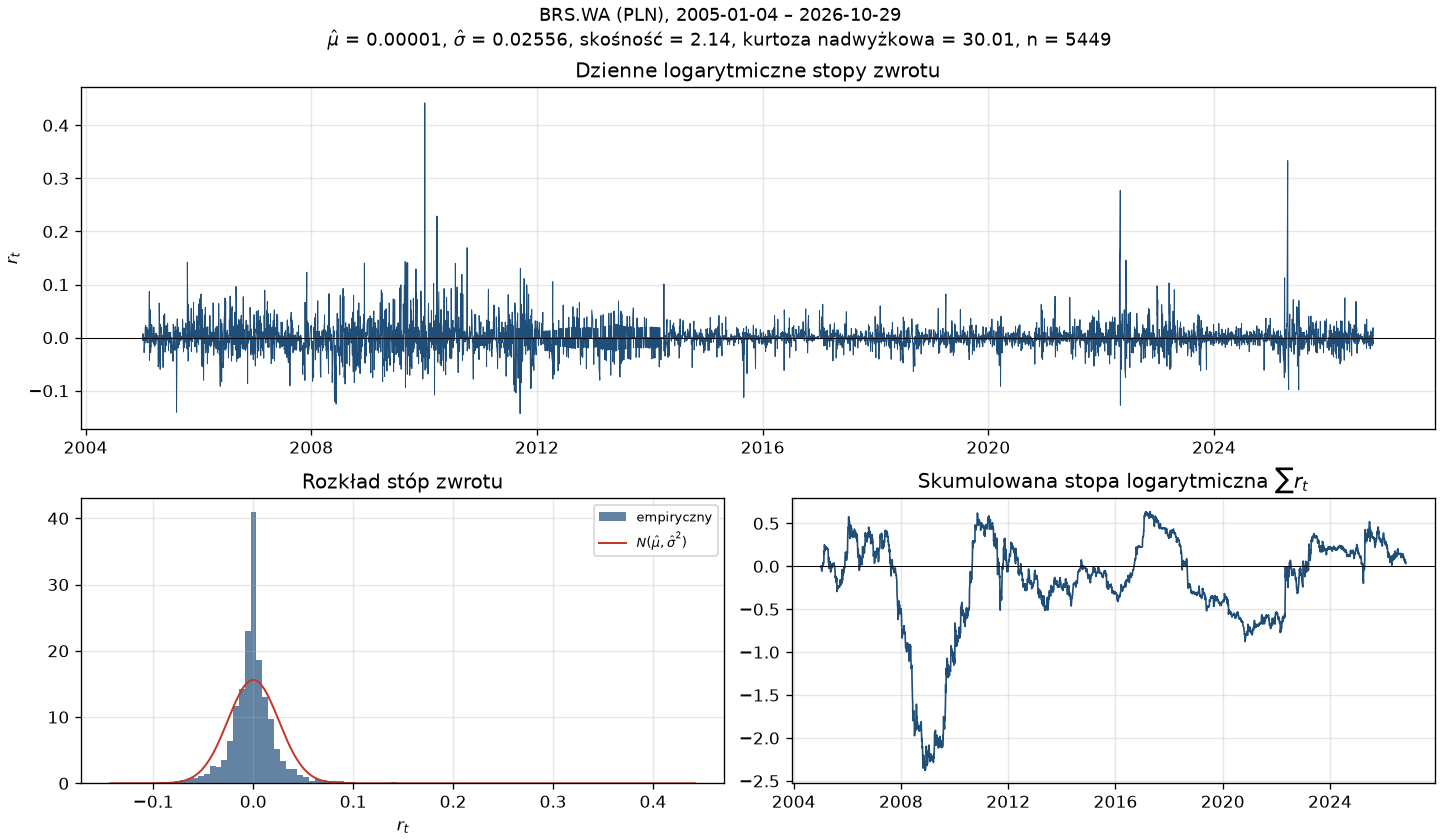 BRS.WA (PLN), 2005-01-04 – 2026-10-29
μ̂ = 0.00001, σ̂ = 0.02556, skośność = 2.14, kurtoza nadwyżkowa = 30.01, n = 5449
Dzienne logarytmiczne stopy zwrotu
0.4
0.3
0.2
0.1
0.0
−0.1
r_t
2004 2008 2012 2016 2020 2024
Rozkład stóp zwrotu
40
30
20
10
0
empiryczny
N(μ̂, σ̂²)
−0.1 0.0 0.1 0.2 0.3 0.4
r_t
Skumulowana stopa logarytmiczna ∑r_t
0.5
0.0
−0.5
−1.0
−1.5
−2.0
−2.5
2004 2008 2012 2016 2020 2024